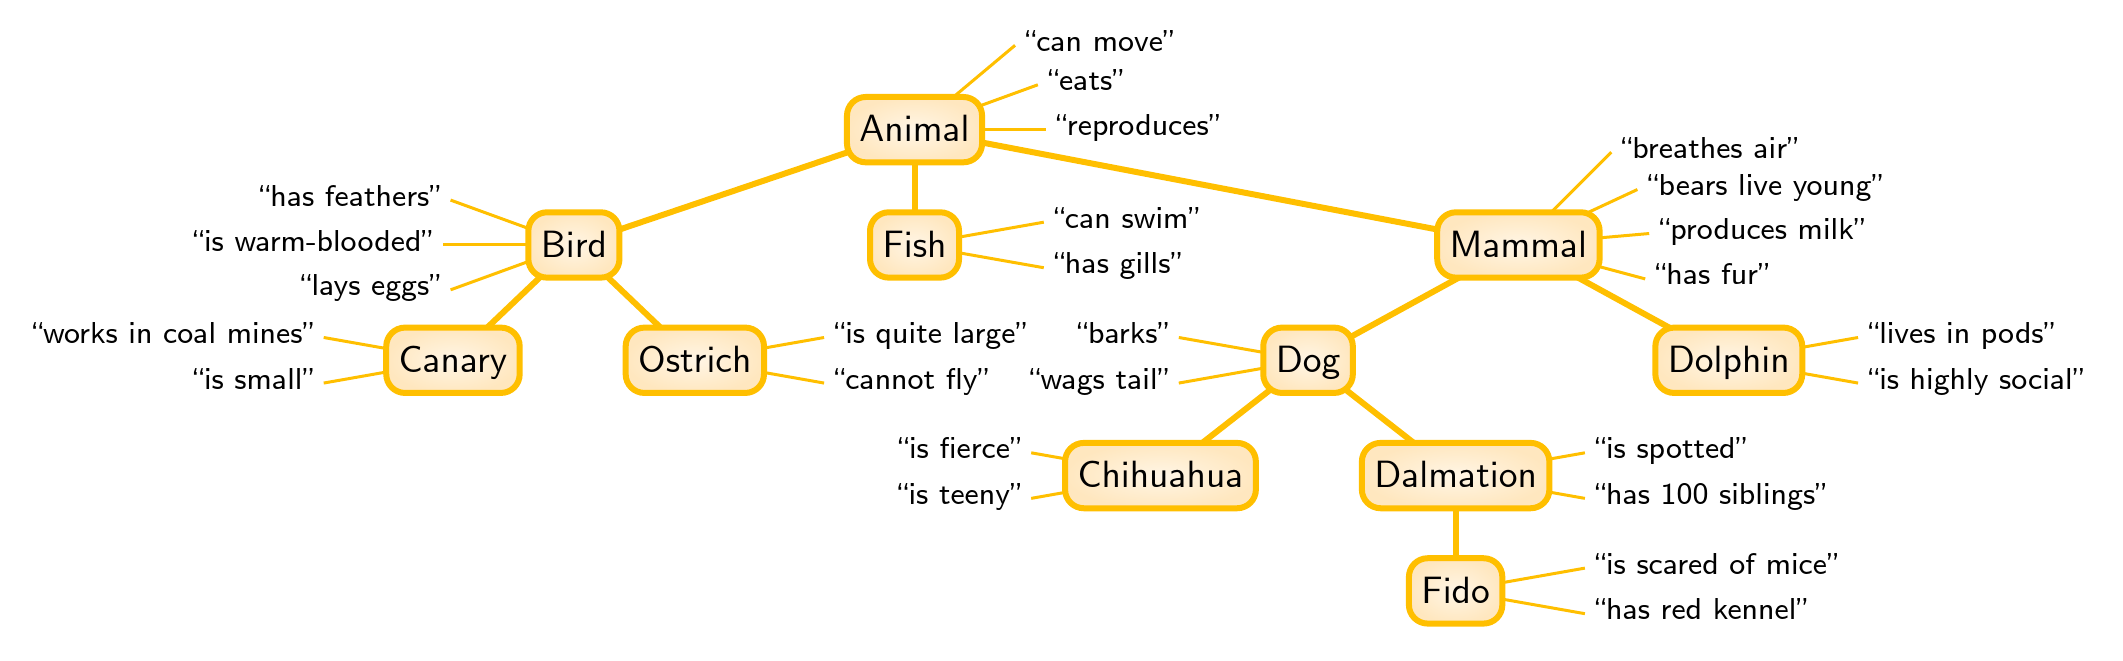 “can move”
“eats”
Animal
“reproduces”
“breathes air”
“has feathers”
“bears live young”
“is warm-blooded”
Bird
“can swim”
Fish
“produces milk”
Mammal
“lays eggs”
“has gills”
“has fur”
“works in coal mines”
Canary
“is small”
Ostrich
“is quite large”
“cannot fly”
“barks”
“wags tail”
Dog
Dolphin
“lives in pods”
“is highly social”
“is fierce”
“is teeny”
Chihuahua
Dalmation
“is spotted”
“has 100 siblings”
Fido
“is scared of mice”
“has red kennel”